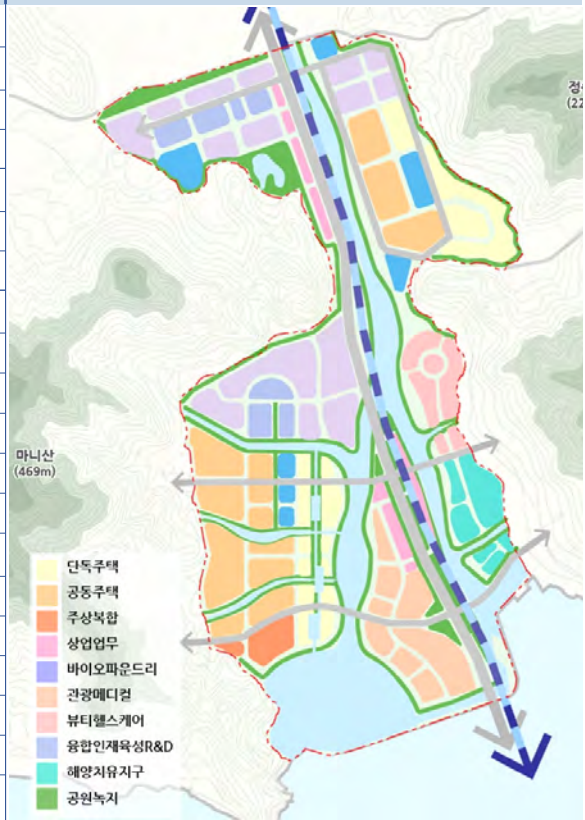 마니산
(469m)
단독주택
공동주택
주상복합
상업업무
바이오파운드리
관광메디컬
뷰티헬스케어
융합인재육성R&D
해양치유지구
공원녹지